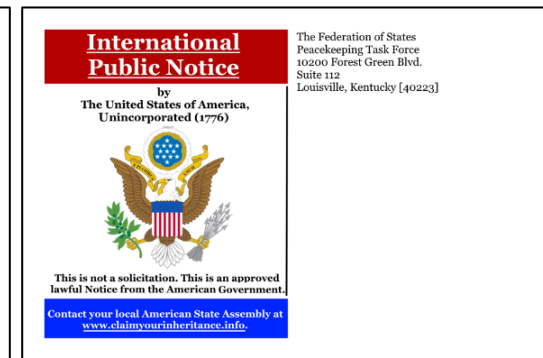 International
Public Notice
by
The United States of America,
Unincorporated (1776)
This is not a solicitation. This is an approved
lawful Notice from the American Government.
Contact your local American State Assembly at
www.claimyourinheritance.info.
The Federation of States
Peacekeeping Task Force
10200 Forest Green Blvd.
Suite 112
Louisville, Kentucky [40223]